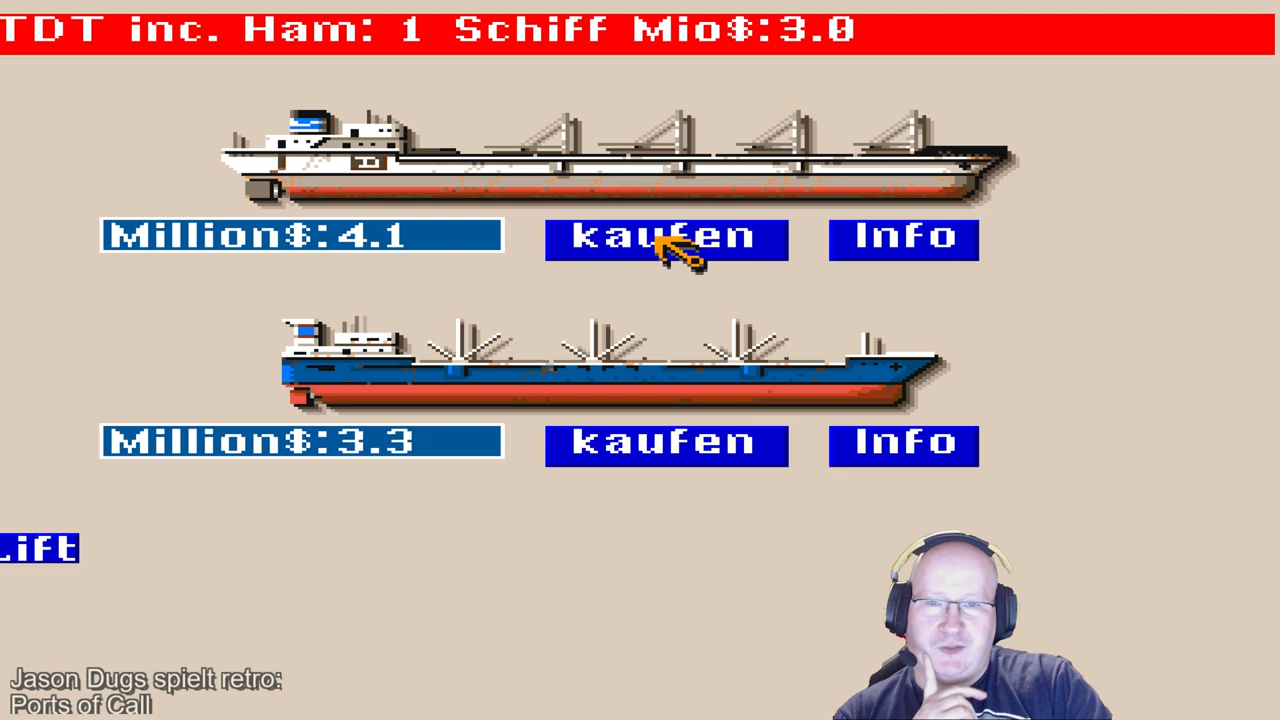 TDT inc. Ham: 1 Schiff Mio$:3.0
Million$:4.1 kaufen Info
Million$:3.3 kaufen Info
Lift
Jason Dugs spielt retro:
Ports of Call